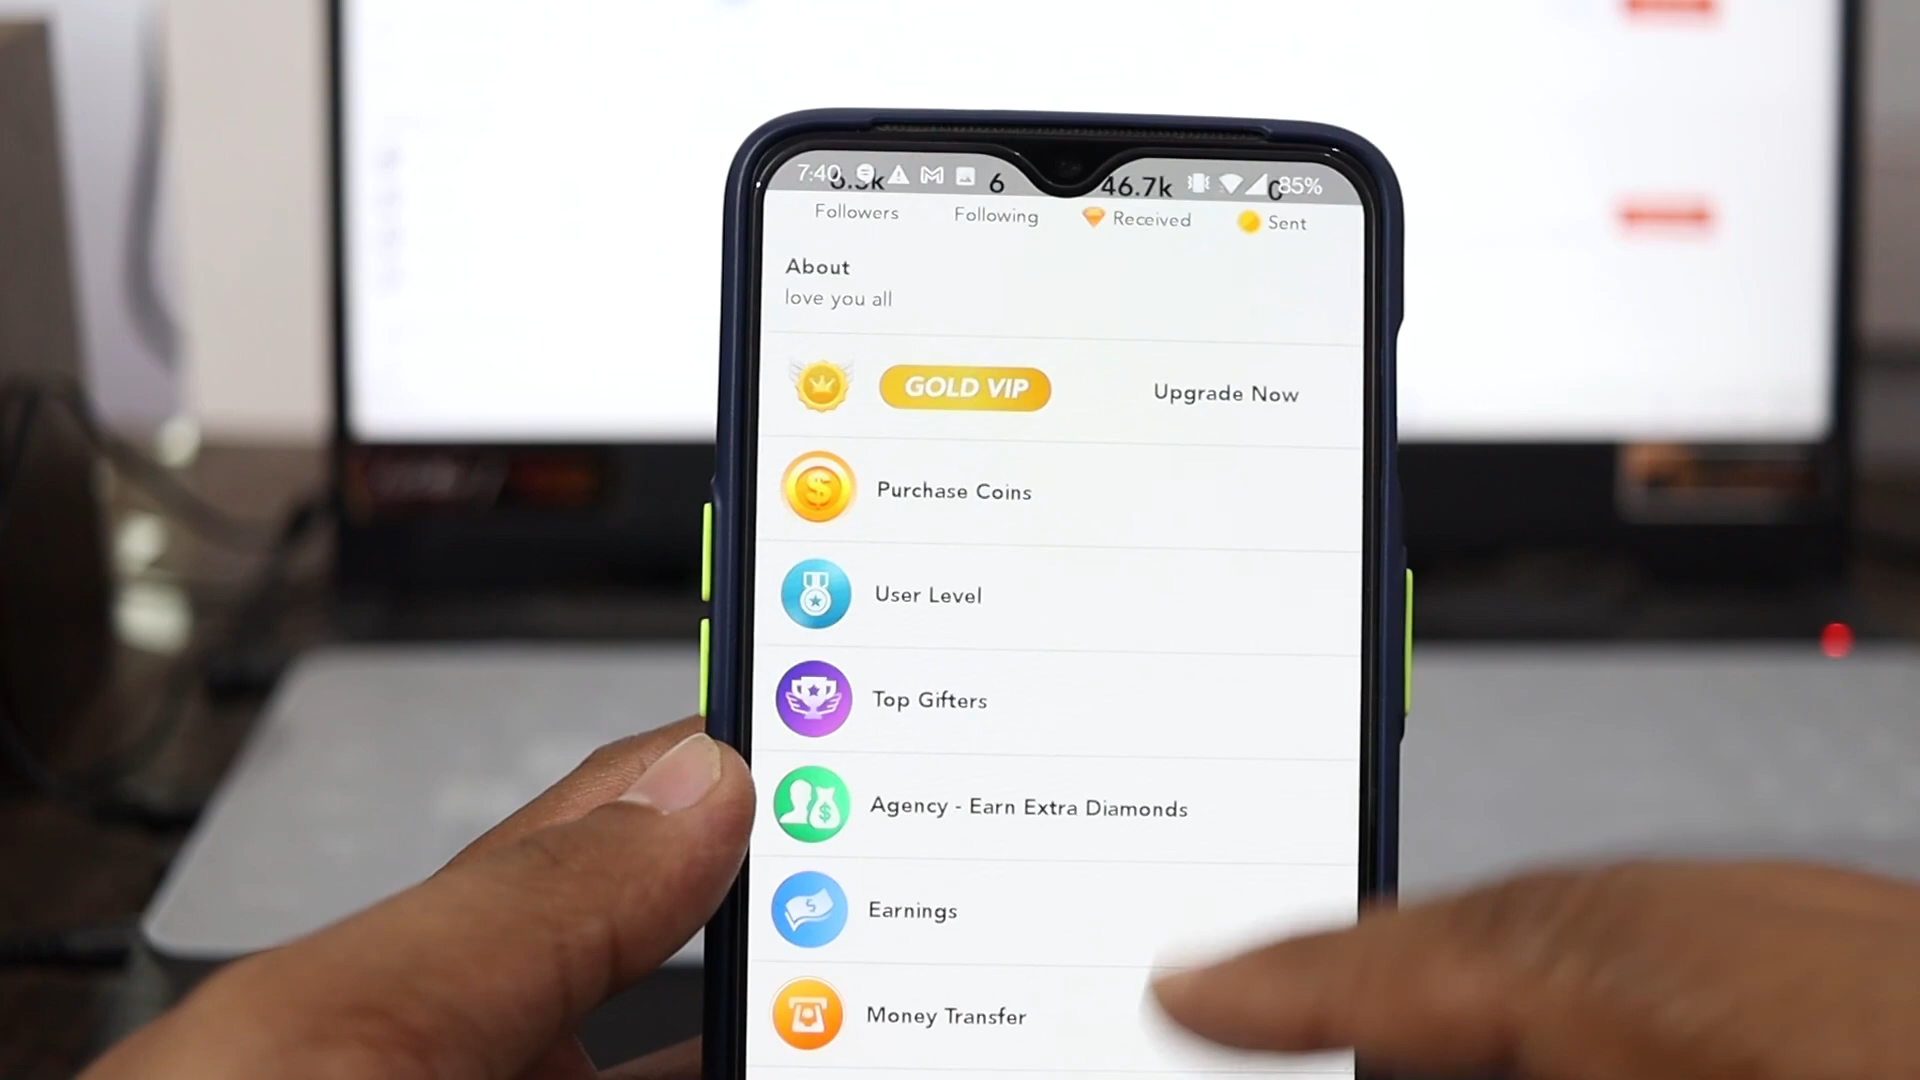 7:40 85%
6 46.7k 0
Followers Following Received Sent
About
love you all
GOLD VIP Upgrade Now
Purchase Coins
User Level
Top Gifters
Agency - Earn Extra Diamonds
Earnings
Money Transfer